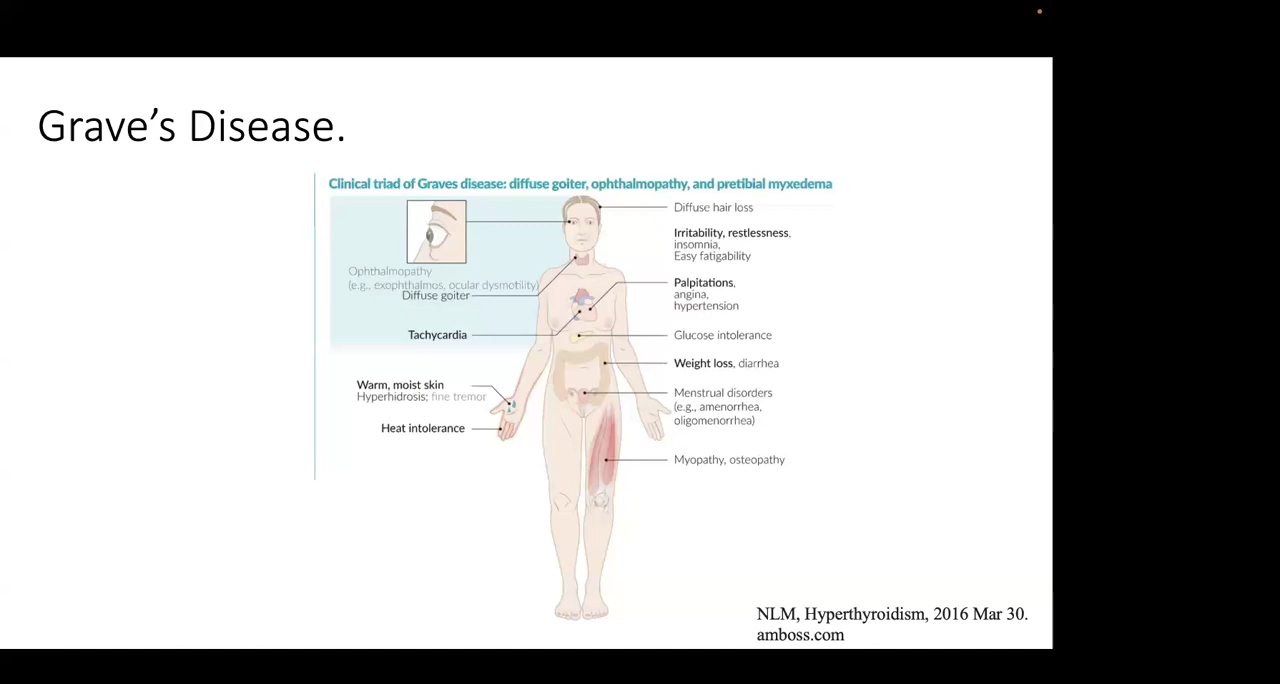 Grave’s Disease.
Clinical triad of Graves disease: diffuse goiter, ophthalmopathy, and pretibial myxedema
Ophthalmopathy
(e.g., exophthalmos, ocular dysmotility)
Diffuse goiter
Tachycardia
Warm, moist skin
Hyperhidrosis; fine tremor
Heat intolerance
Diffuse hair loss
Irritability, restlessness,
insomnia,
Easy fatigability
Palpitations,
angina,
hypertension
Glucose intolerance
Weight loss, diarrhea
Menstrual disorders
(e.g., amenorrhea,
oligomenorrhea)
Myopathy, osteopathy
NLM, Hyperthyroidism, 2016 Mar 30.
amboss.com